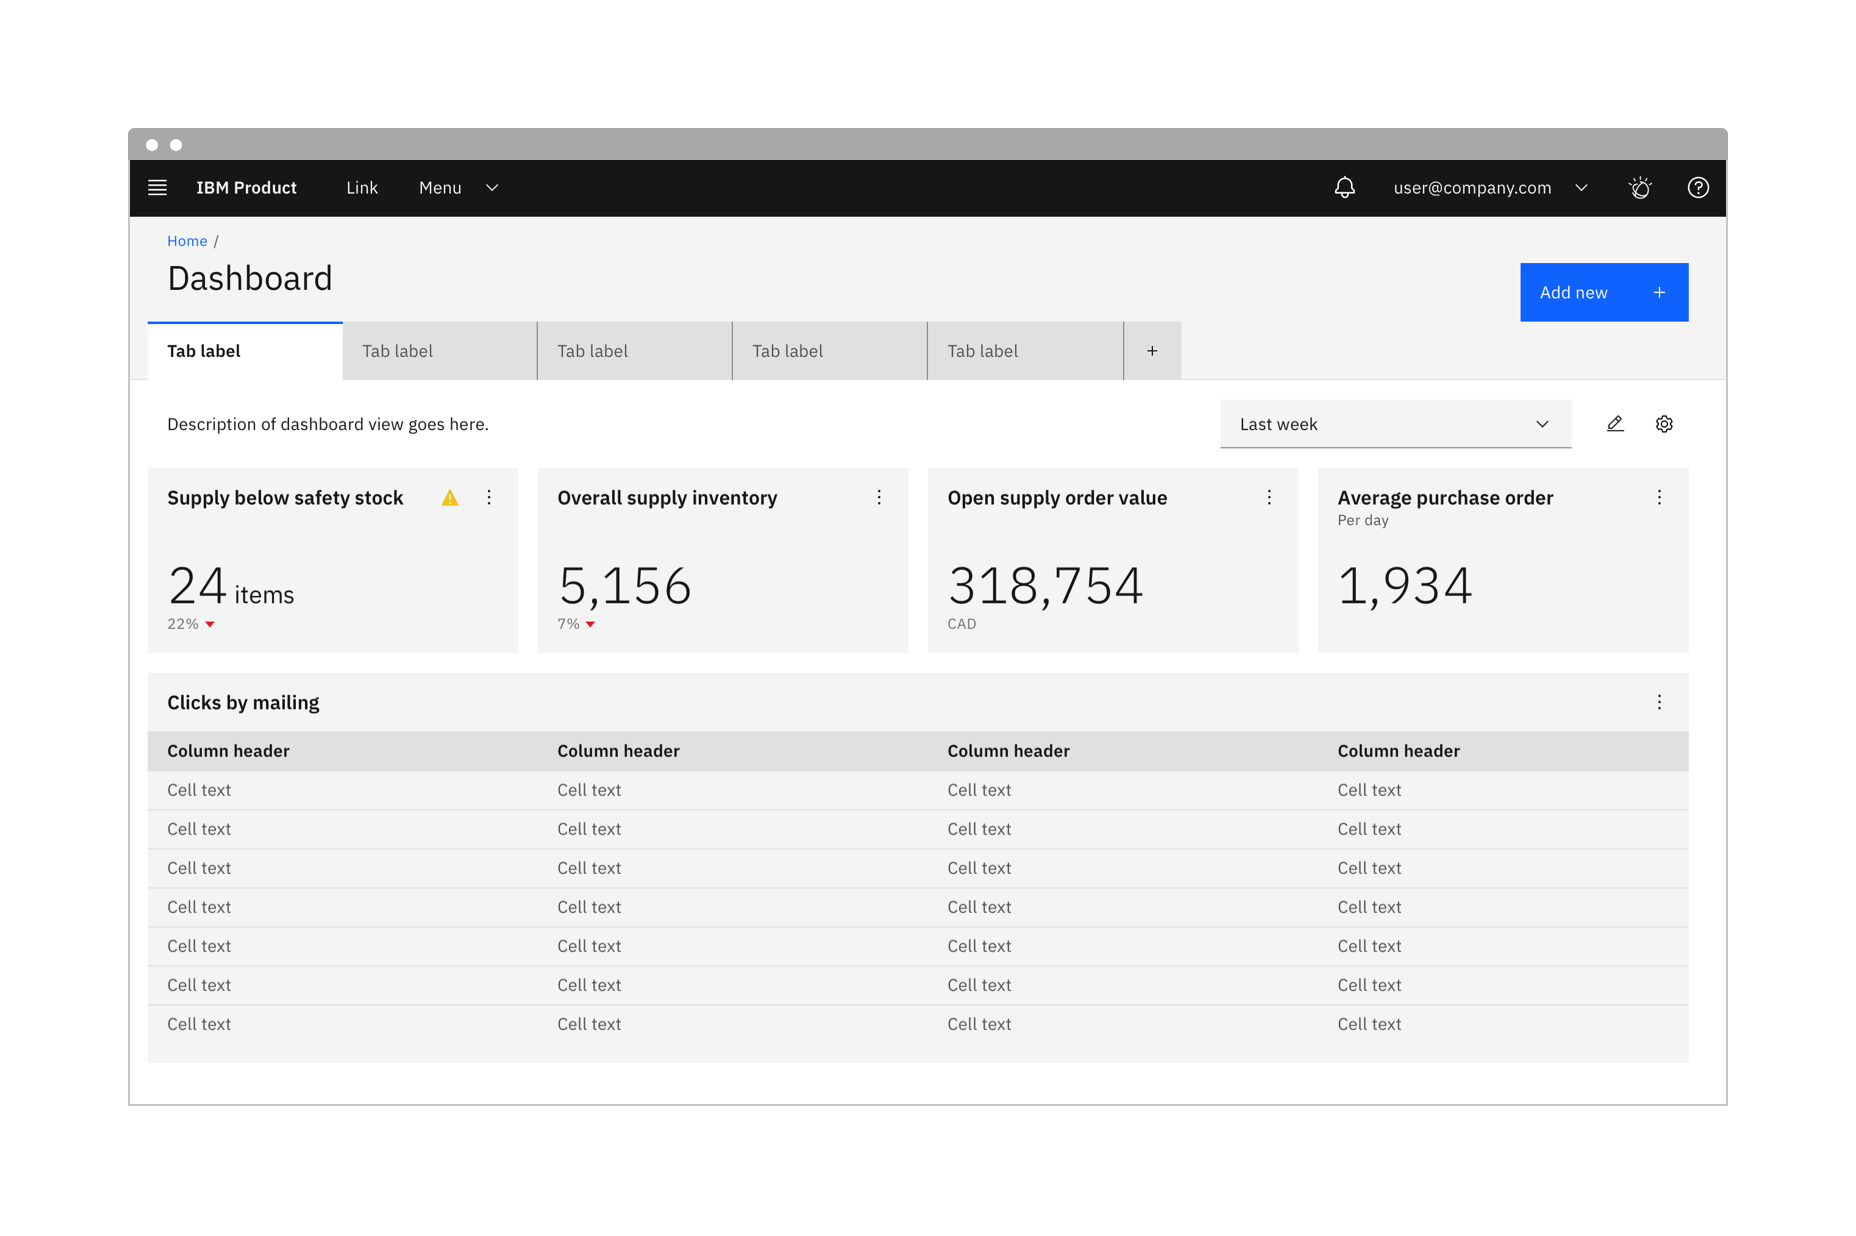 IBM Product Link Menu user@company.com
Home /
Dashboard
Add new +
Tab label Tab label Tab label Tab label Tab label +
Description of dashboard view goes here. Last week
Supply below safety stock Overall supply inventory Open supply order value Average purchase order
Per day
24 items 5,156 318,754 1,934
22% 7% CAD
Clicks by mailing
Column header Column header Column header Column header
Cell text Cell text Cell text Cell text
Cell text Cell text Cell text Cell text
Cell text Cell text Cell text Cell text
Cell text Cell text Cell text Cell text
Cell text Cell text Cell text Cell text
Cell text Cell text Cell text Cell text
Cell text Cell text Cell text Cell text